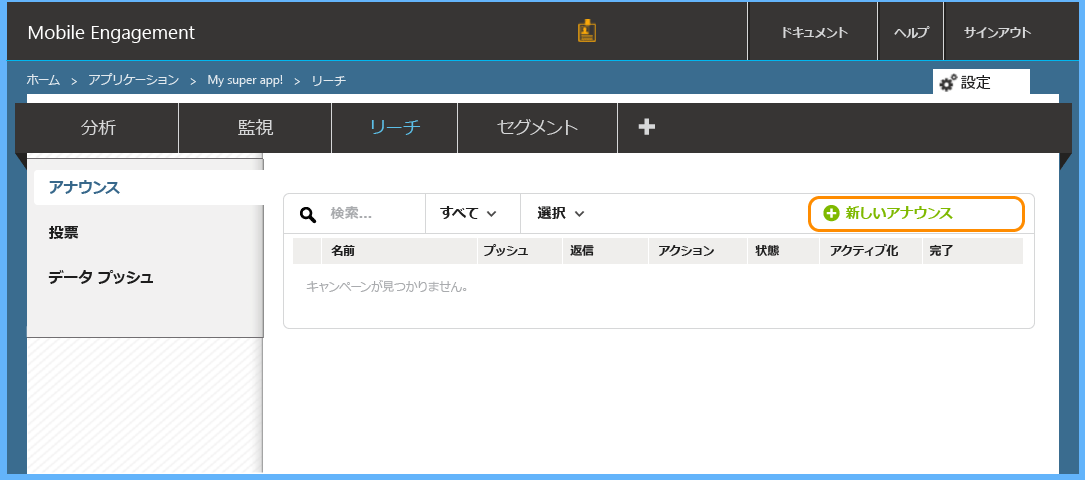 Mobile Engagement ドキュメント ヘルプ サインアウト
ホーム > アプリケーション > My super app! > リーチ
設定
分析 監視 リーチ セグメント
アナウンス
投票
データ プッシュ
検索... すべて 選択 新しいアナウンス
名前 プッシュ 返信 アクション 状態 アクティブ化 完了
キャンペーンが見つかりません。